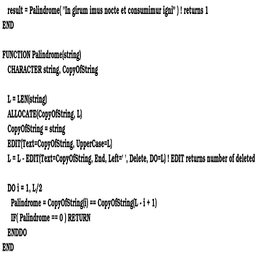 result = Palindrome( "In girum imus nocte et consumimur igni" ) ! returns 1
END
FUNCTION Palindrome(string)
CHARACTER string, CopyOfString
L = LEN(string)
ALLOCATE(CopyOfString, L)
CopyOfString = string
EDIT(Text=CopyOfString, UpperCase=L)
L = L - EDIT(Text=CopyOfString, End, Left=' ', Delete, DO=L) ! EDIT returns number of deleted
DO i = 1, L/2
Palindrome = CopyOfString(i) == CopyOfString(L - i + 1)
IF( Palindrome == 0 ) RETURN
ENDDO
END